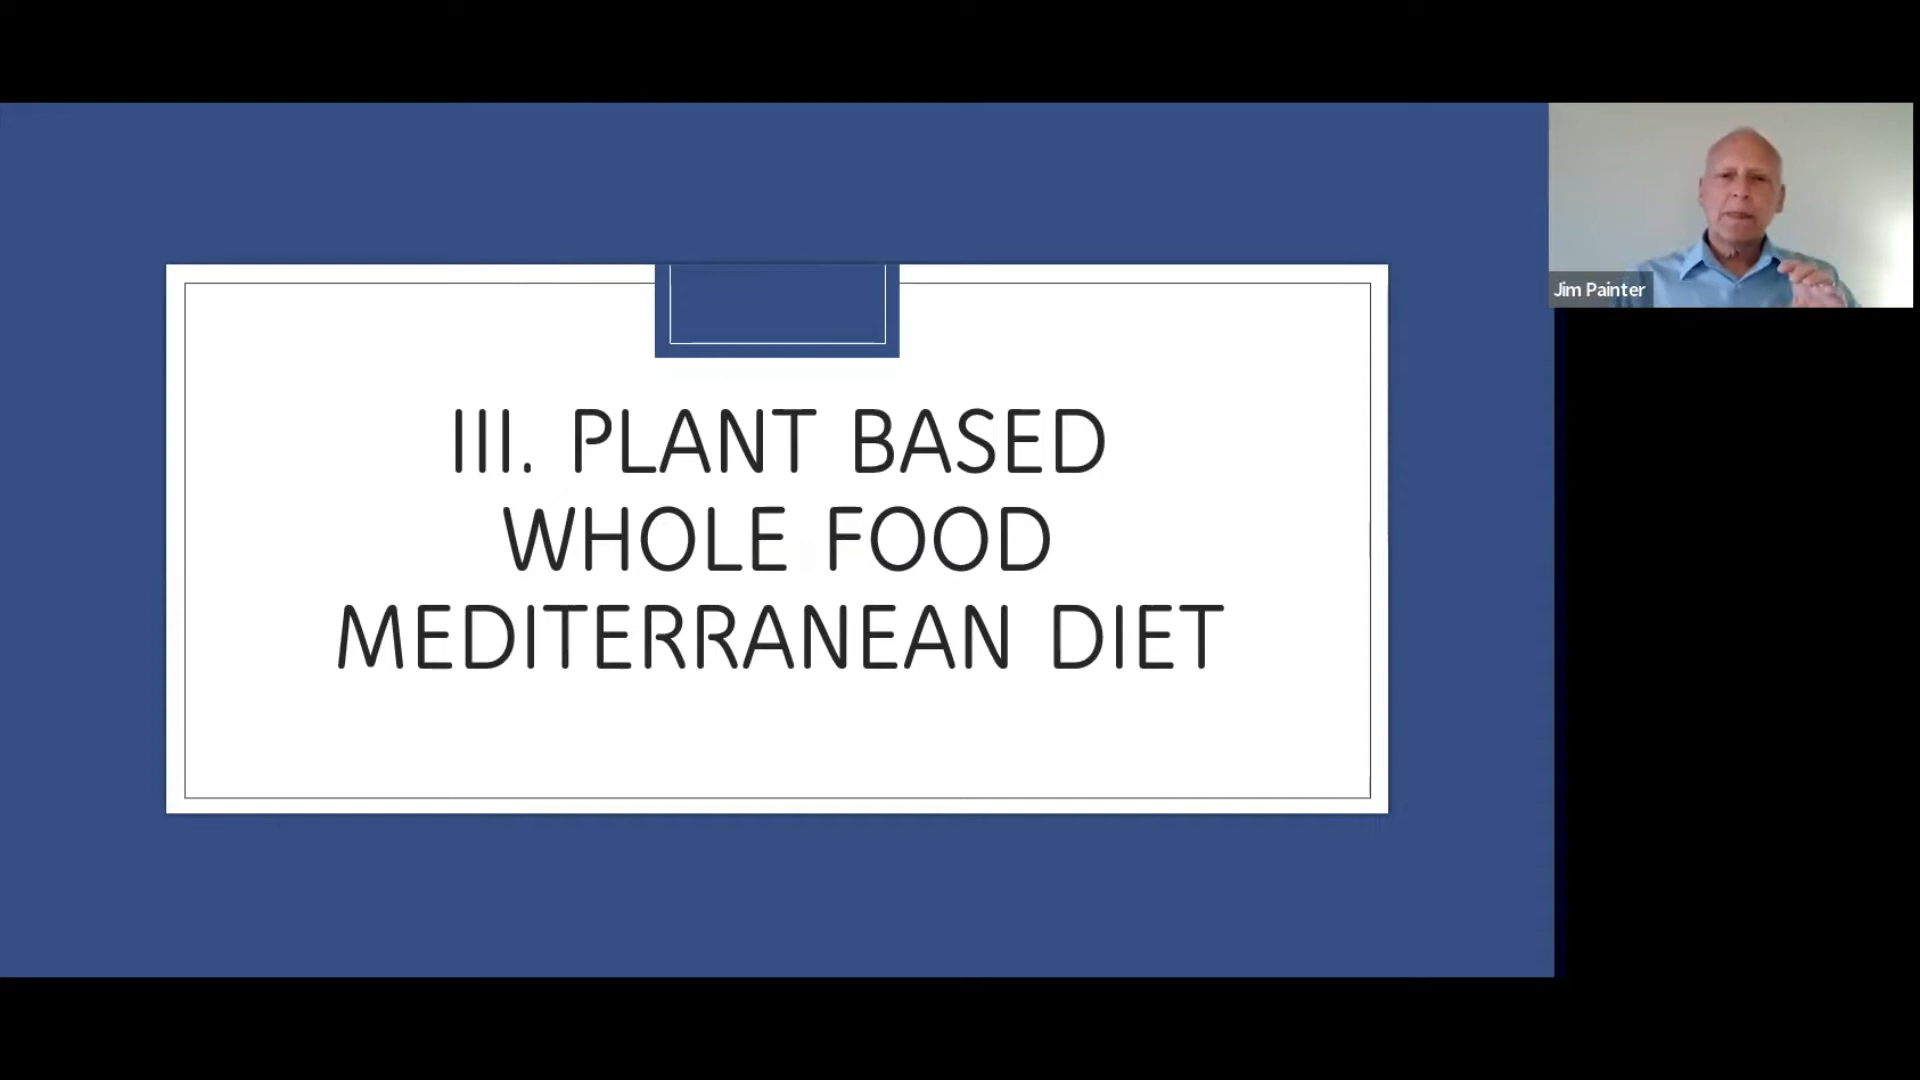 III. PLANT BASED
WHOLE FOOD
MEDITERRANEAN DIET
Jim Painter